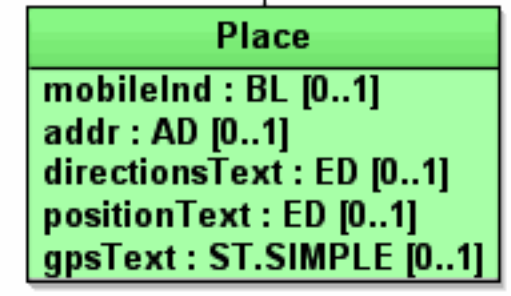 Place
mobileInd : BL [0..1]
addr : AD [0..1]
directionsText : ED [0..1]
positionText : ED [0..1]
gpsText : ST.SIMPLE [0..1]